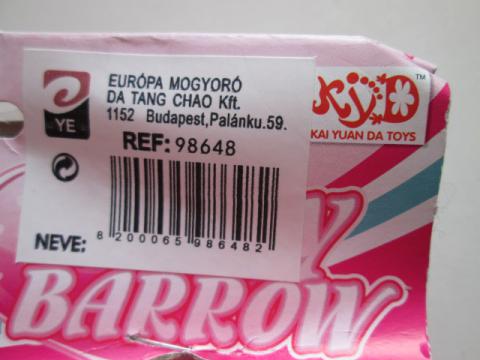 EURÓPA MOGYORÓ
DA TANG CHAO Kft.
1152 Budapest,Palánku.59.
YE
REF: 98648
NEVE:
8 200065 986482
KYD
TM
KAI YUAN DA TOYS
Y
BARROW